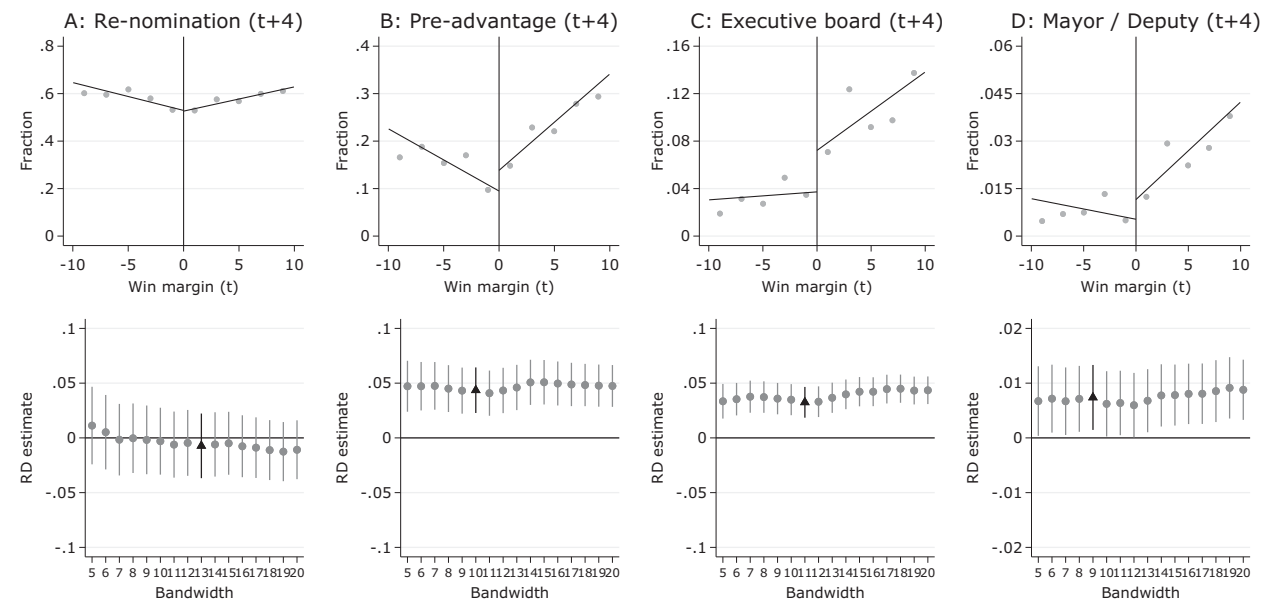 A: Re-nomination (t+4)
.8
.6
.4
.2
0
Fraction
-10 -5 0 5 10
Win margin (t)
B: Pre-advantage (t+4)
.4
.3
.2
.1
0
Fraction
-10 -5 0 5 10
Win margin (t)
C: Executive board (t+4)
.16
.12
.08
.04
0
Fraction
-10 -5 0 5 10
Win margin (t)
D: Mayor / Deputy (t+4)
.06
.045
.03
.015
0
Fraction
-10 -5 0 5 10
Win margin (t)
.1
.05
0
-.05
-.1
RD estimate
5 6 7 8 9 10 11 12 13 14 15 16 17 18 19 20
Bandwidth
.1
.05
0
-.05
-.1
RD estimate
5 6 7 8 9 10 11 12 13 14 15 16 17 18 19 20
Bandwidth
.1
.05
0
-.05
-.1
RD estimate
5 6 7 8 9 10 11 12 13 14 15 16 17 18 19 20
Bandwidth
.02
.01
0
-.01
-.02
RD estimate
5 6 7 8 9 10 11 12 13 14 15 16 17 18 19 20
Bandwidth